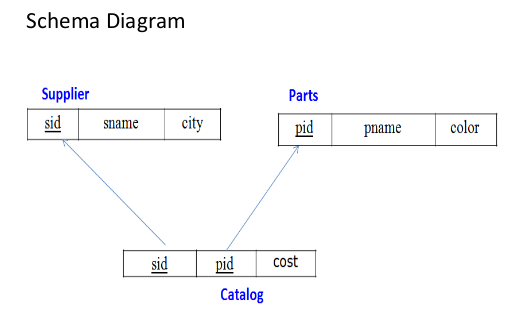 Schema Diagram
Supplier
sid sname city
Parts
pid pname color
sid pid cost
Catalog